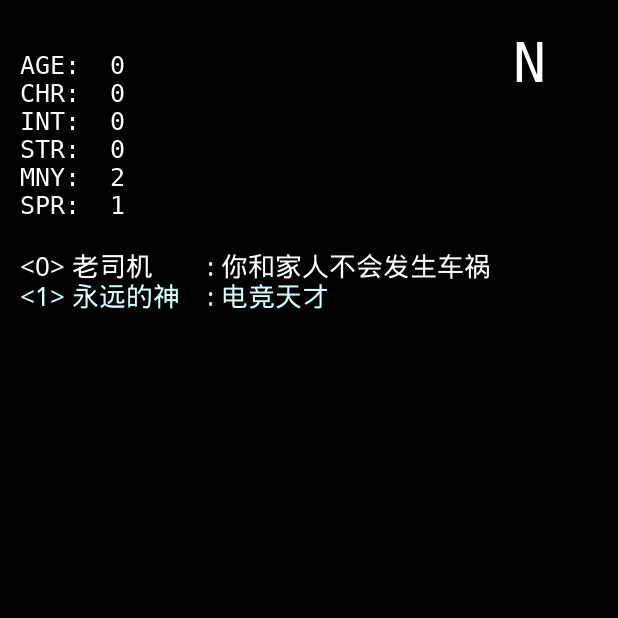 N
AGE: 0
CHR: 0
INT: 0
STR: 0
MNY: 2
SPR: 1
<0> 老司机 : 你和家人不会发生车祸
<1> 永远的神 : 电竞天才